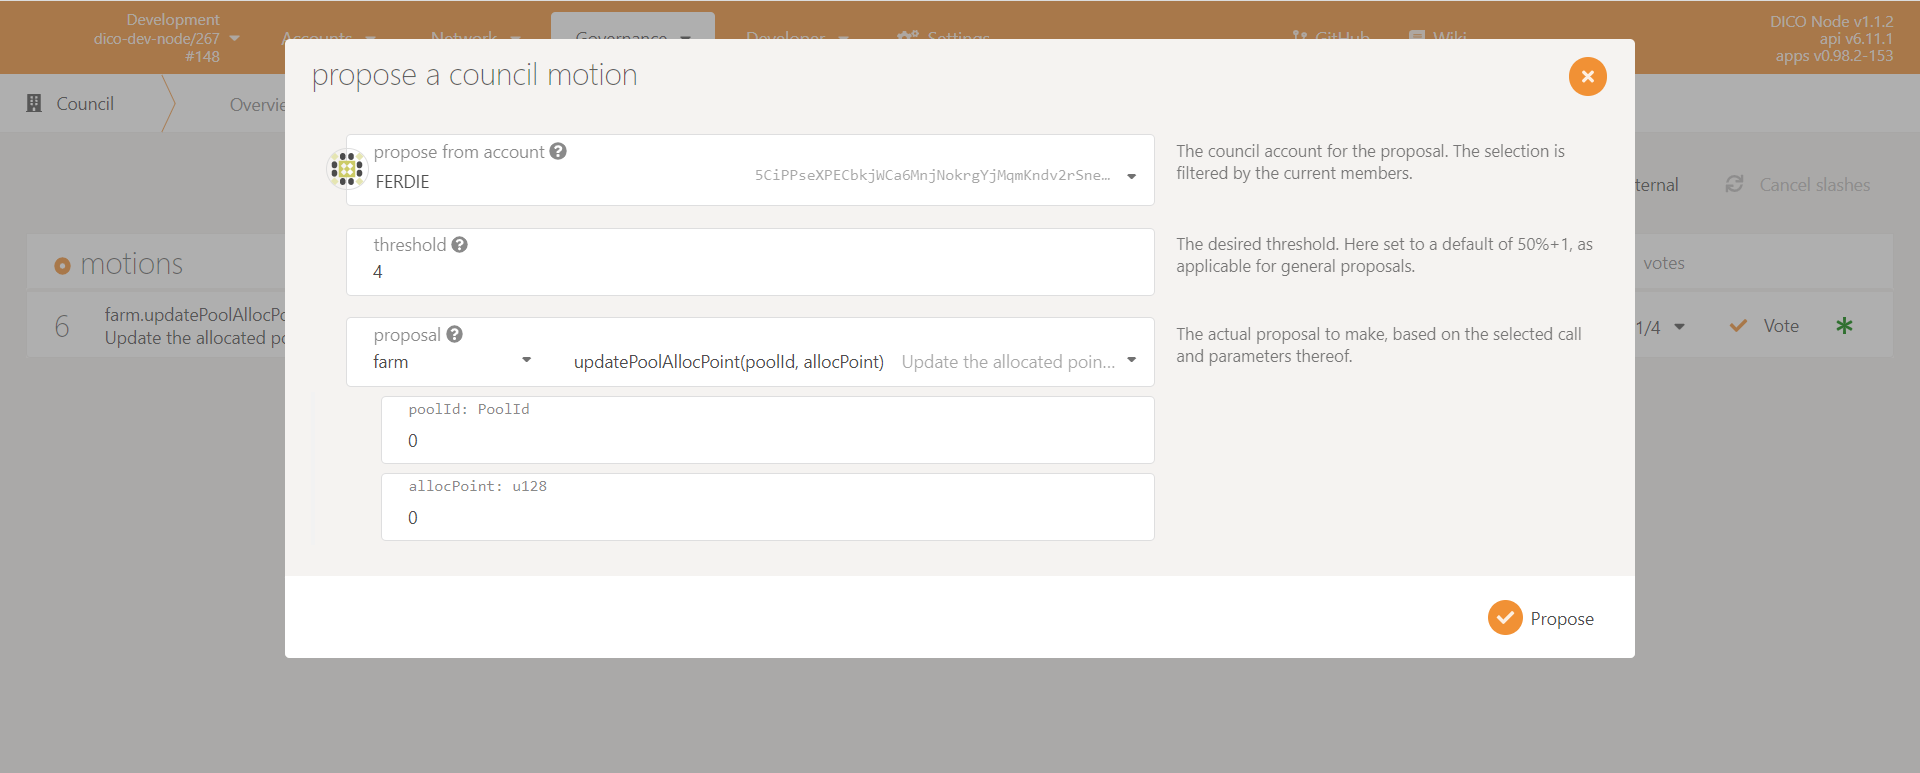 Development
dico-dev-node/267
#148
Accounts
Network
Governance
Developer
Settings
GitHub
Wiki
DICO Node v1.1.2
api v6.11.1
apps v0.98.2-153
Council
propose a council motion
propose from account
FERDIE
5CiPPseXPECbkjWCa6MnjNokrgYjMqmKndv2rSne…
The council account for the proposal. The selection is
filtered by the current members.
Cancel slashes
threshold
4
The desired threshold. Here set to a default of 50%+1, as
applicable for general proposals.
motions
votes
proposal
farm
updatePoolAllocPoint(poolId, allocPoint)
Update the allocated poin…
The actual proposal to make, based on the selected call
and parameters thereof.
6
farm.updatePoolAllocPo
Update the allocated
1/4
Vote
poolId: PoolId
0
allocPoint: u128
0
Propose